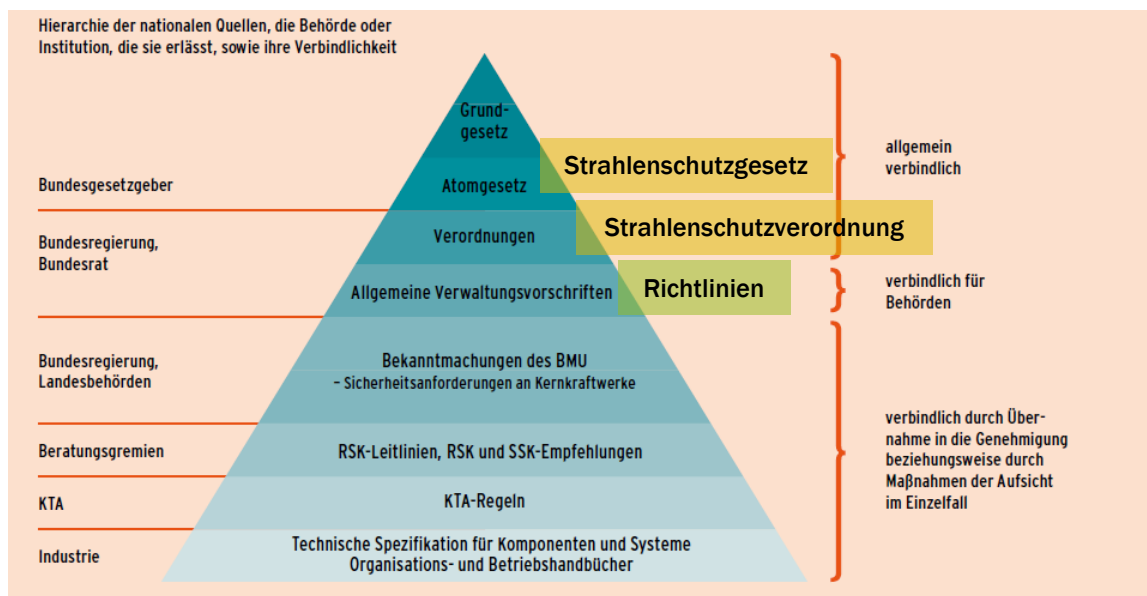 Hierarchie der nationalen Quellen, die Behörde oder
Institution, die sie erlässt, sowie ihre Verbindlichkeit
Grund-
gesetz
Strahlenschutzgesetz
allgemein
verbindlich
Bundesgesetzgeber
Atomgesetz
Bundesregierung,
Bundesrat
Verordnungen
Strahlenschutzverordnung
Allgemeine Verwaltungsvorschriften
Richtlinien
verbindlich für
Behörden
Bundesregierung,
Landesbehörden
Bekanntmachungen des BMU
– Sicherheitsanforderungen an Kernkraftwerke
Beratungsgremien
RSK-Leitlinien, RSK und SSK-Empfehlungen
verbindlich durch Über-
nahme in die Genehmigung
beziehungsweise durch
Maßnahmen der Aufsicht
im Einzelfall
KTA
KTA-Regeln
Industrie
Technische Spezifikation für Komponenten und Systeme
Organisations- und Betriebshandbücher